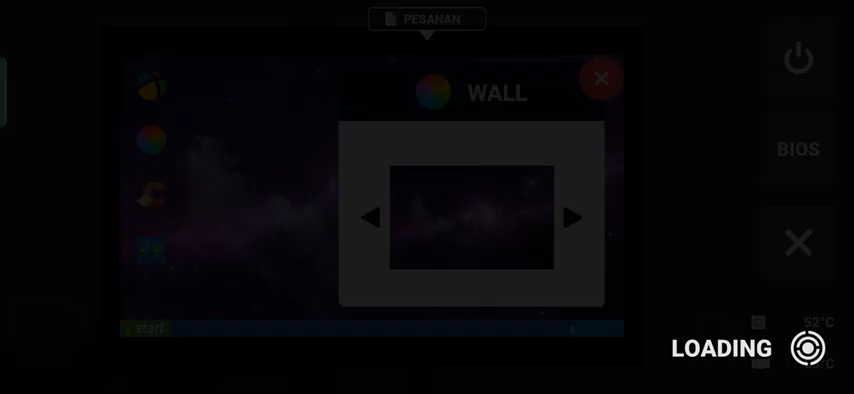 PESANAN
WALL
BIOS
start
52°C
LOADING